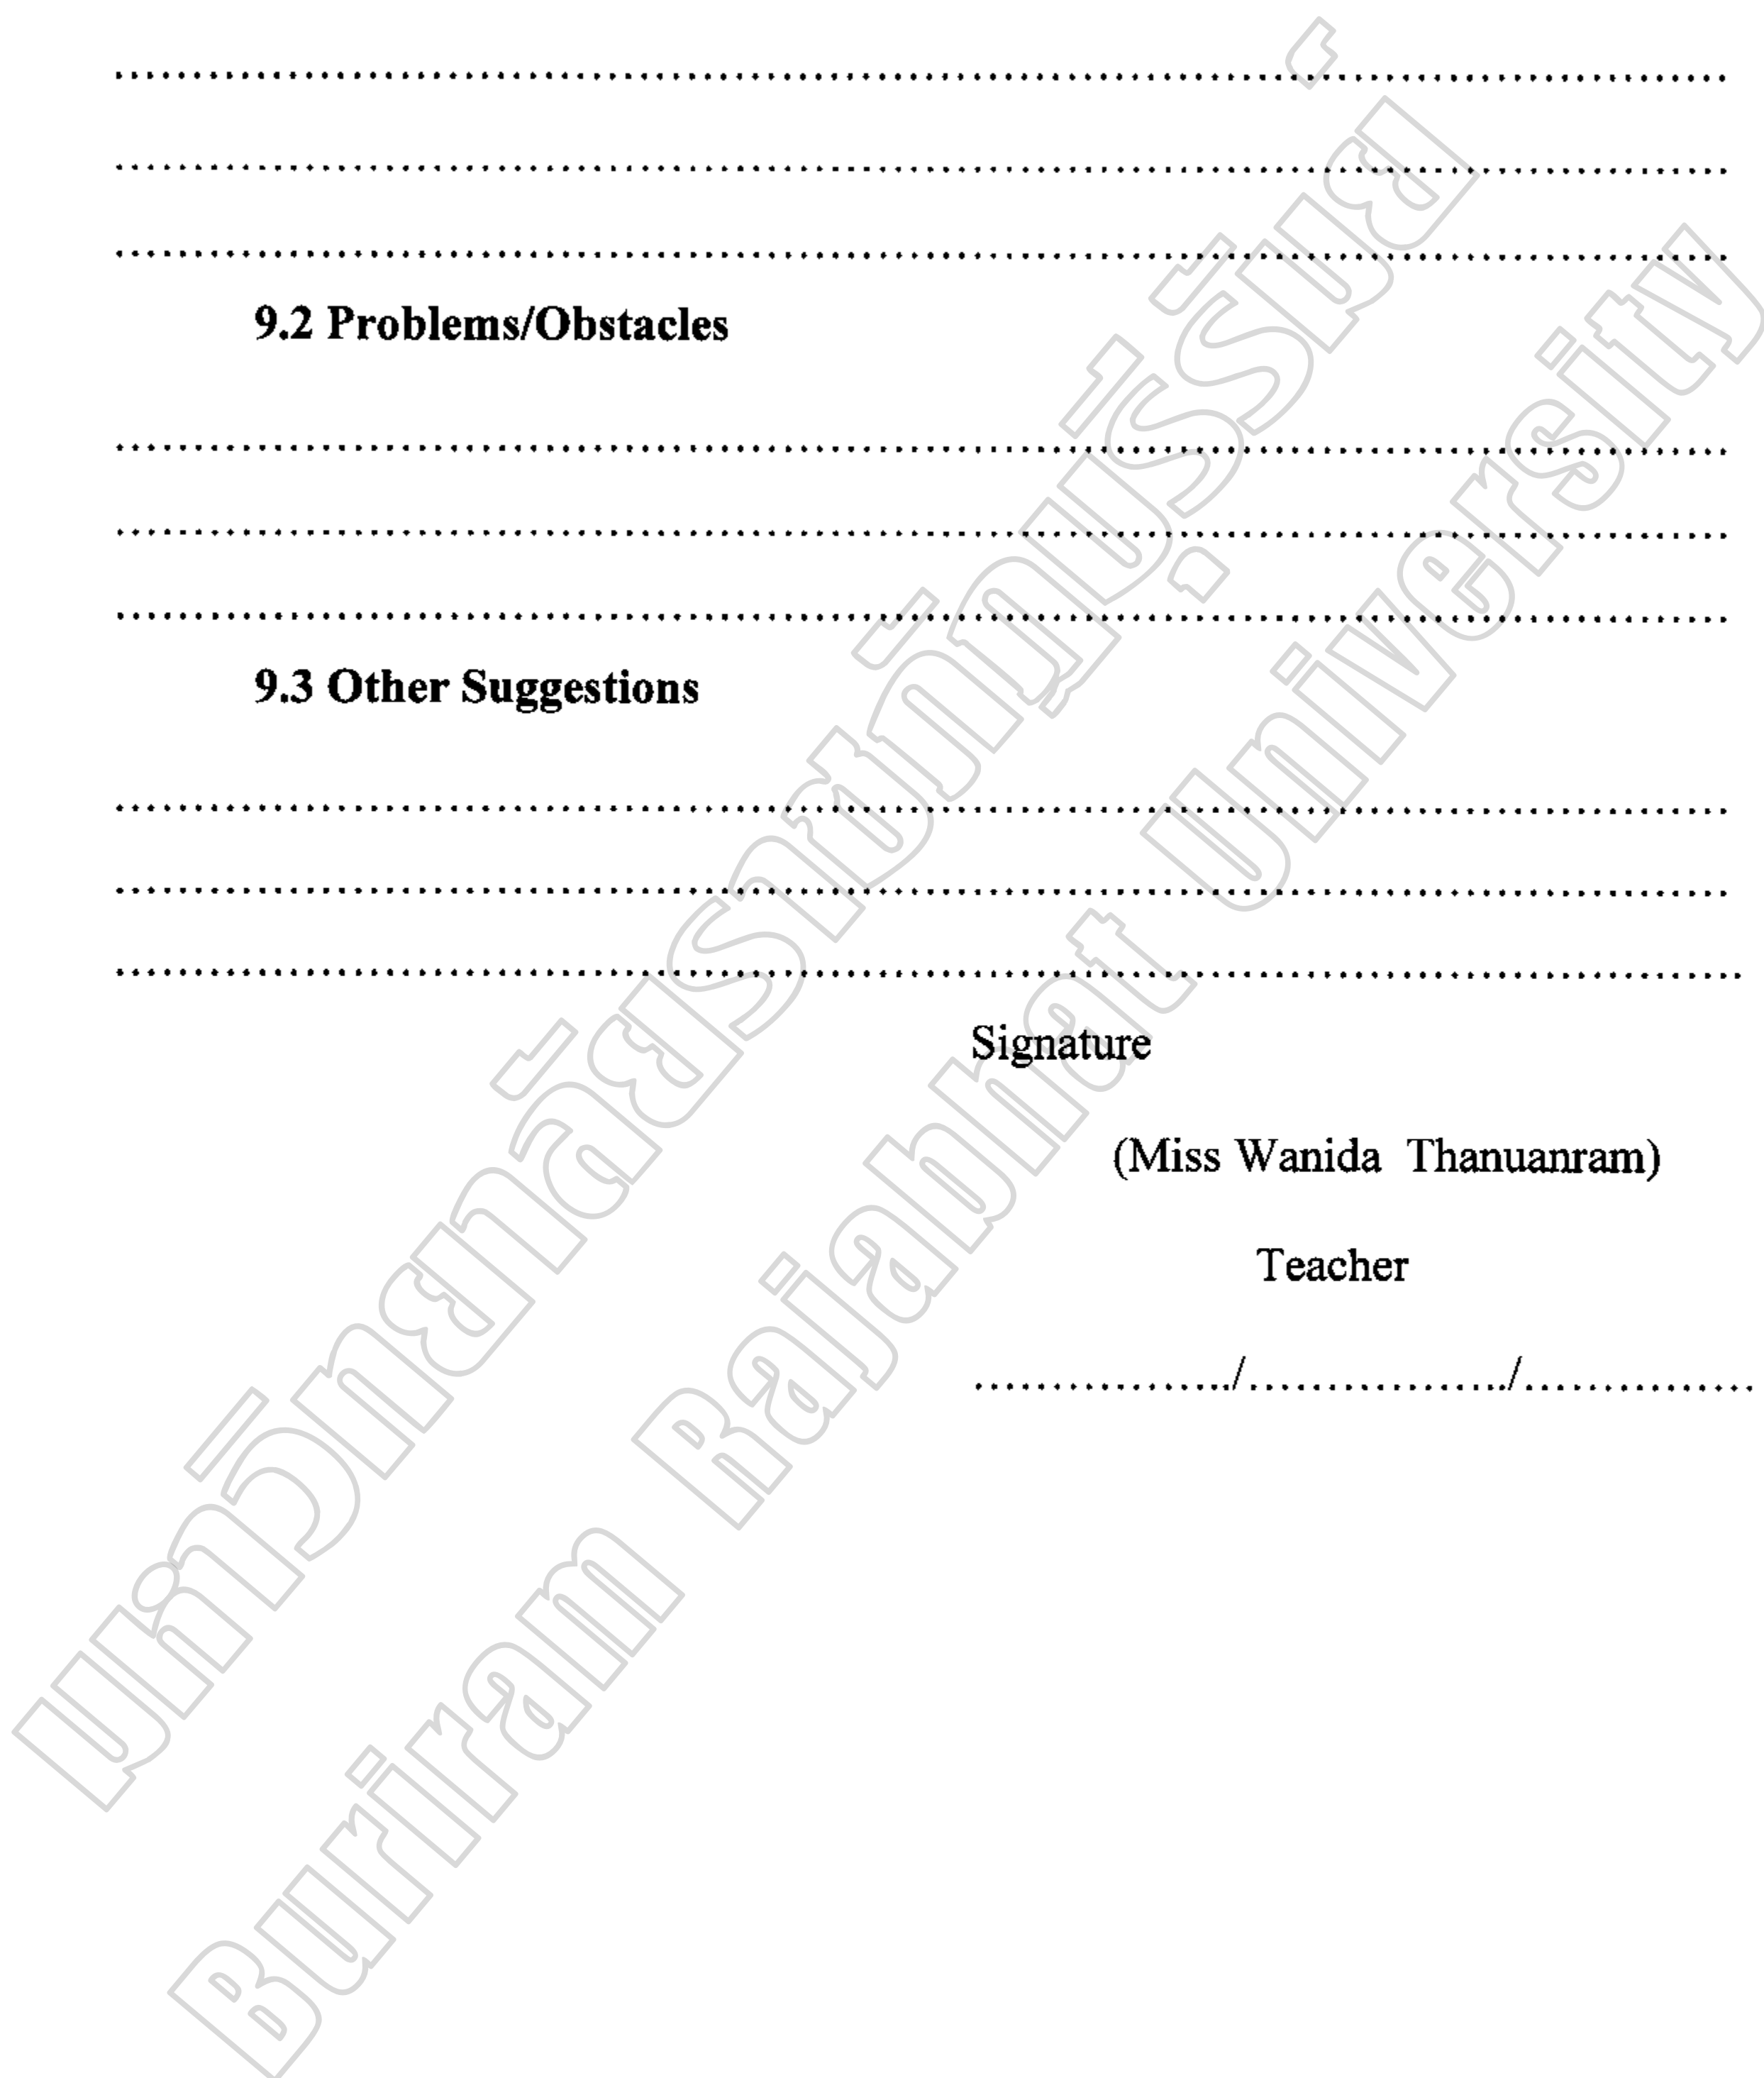 ................................................................................................
................................................................................................
................................................................................................
9.2 Problems/Obstacles
................................................................................................
................................................................................................
................................................................................................
9.3 Other Suggestions
................................................................................................
................................................................................................
................................................................................................
Signature
(Miss Wanida Thanuanram)
Teacher
................/................/...............
มหาวิทยาลัยราชภัฏบุรีรัมย์
Buriram Rajabhat University